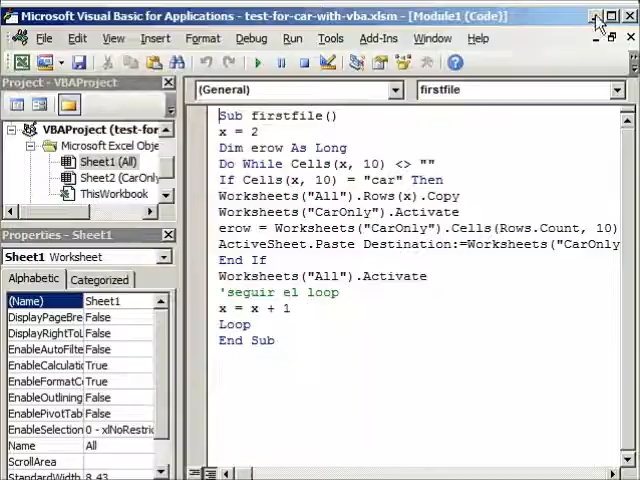 Microsoft Visual Basic for Applications - test-for-car-with-vba.xlsm - [Module1 (Code)]
File Edit View Insert Format Debug Run Tools Add-Ins Window Help
Project - VBAProject
(General) firstfile
VBAProject (test-for
Microsoft Excel Obje
Sheet1 (All)
Sheet2 (CarOnly
ThisWorkbook
Properties - Sheet1
Sheet1 Worksheet
Alphabetic Categorized
(Name) Sheet1
DisplayPageBre False
DisplayRightToL False
EnableAutoFilte False
EnableCalculati True
EnableFormatC True
EnableOutlining False
EnablePivotTab False
EnableSelection 0 - xlNoRestric
Name All
ScrollArea
StandardWidth 8.43
Sub firstfile()
x = 2
Dim erow As Long
Do While Cells(x, 10) <> ""
If Cells(x, 10) = "car" Then
Worksheets("All").Rows(x).Copy
Worksheets("CarOnly").Activate
erow = Worksheets("CarOnly").Cells(Rows.Count, 10)
ActiveSheet.Paste Destination:=Worksheets("CarOnly
End If
Worksheets("All").Activate
'seguir el loop
x = x + 1
Loop
End Sub